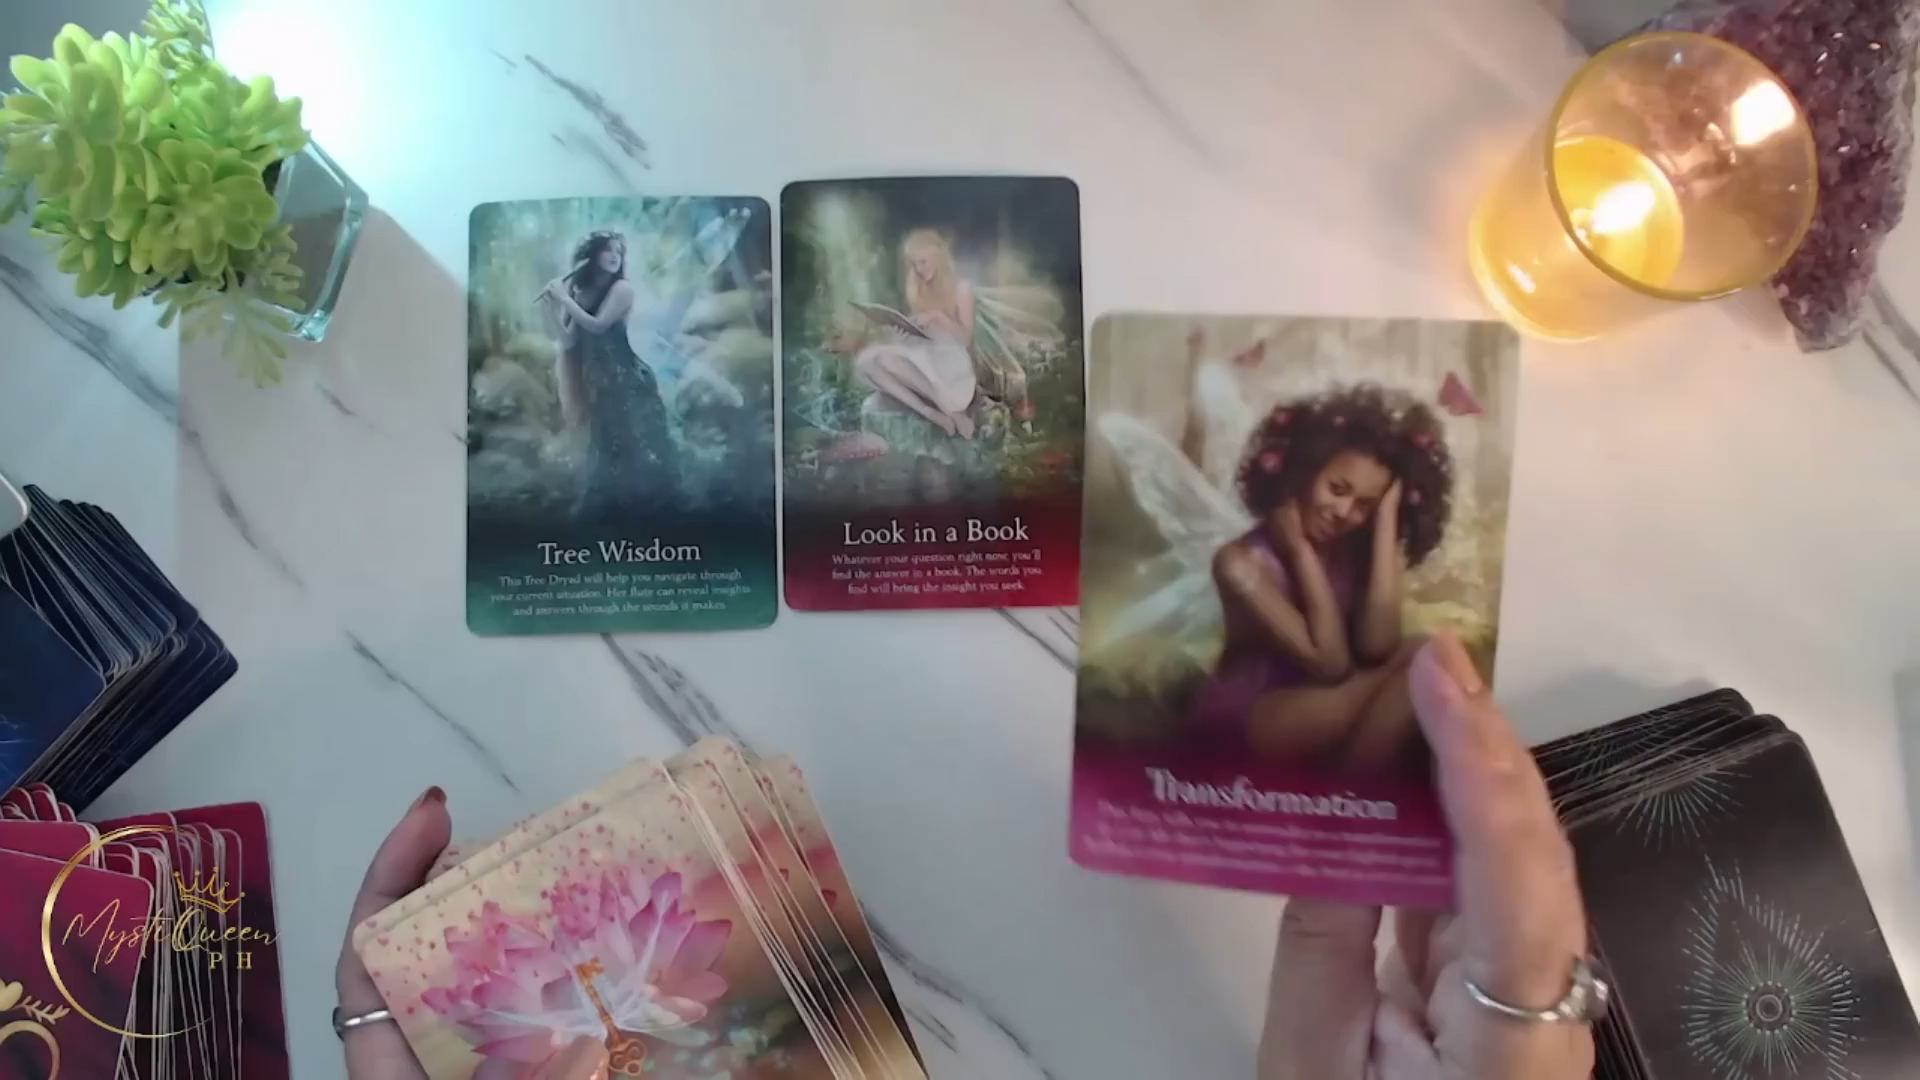 Tree Wisdom
This Tree Dryad will help you navigate through
your current situation. Her flute can reveal insights
and answers through the sounds it makes.
Look in a Book
Whatever your question right now, you'll
find the answer in a book. The words you
find will bring the insight you seek.
Transformation
MystiQueen
PH